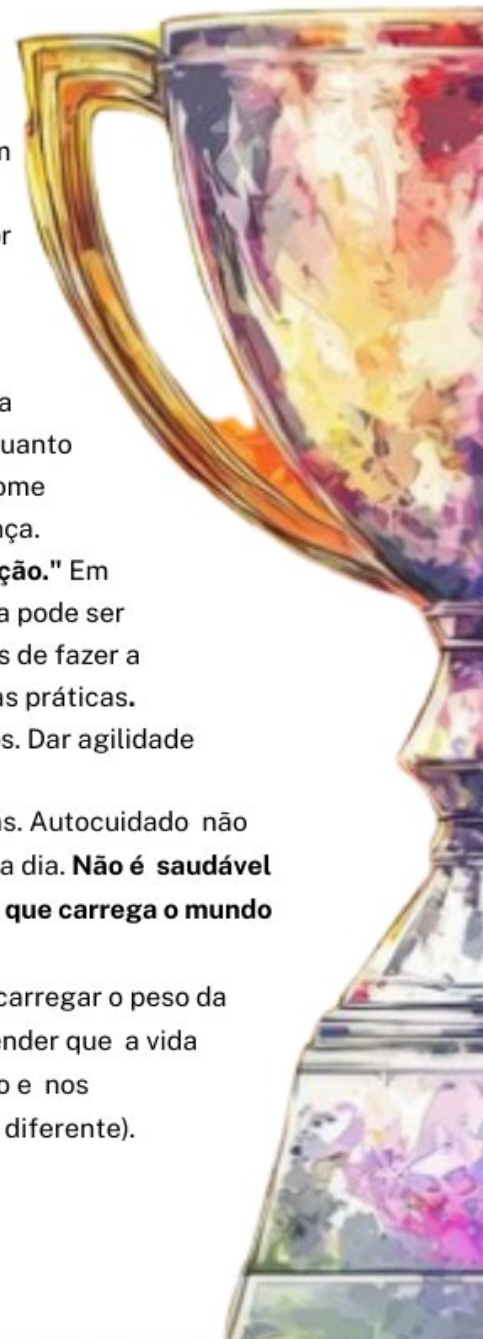 n
r
a
uanto
ome
nça.
ção." Em
a pode ser
s de fazer a
as práticas.
s. Dar agilidade
as. Autocuidado não
a dia. Não é saudável
que carrega o mundo
carregar o peso da
ender que a vida
o e nos
diferente).